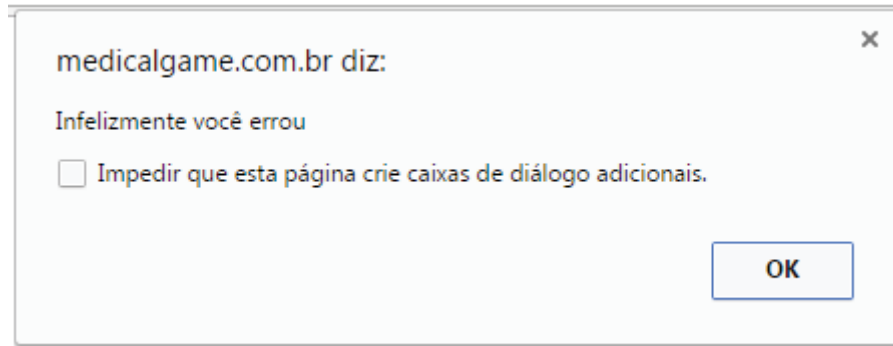 medicalgame.com.br diz:
Infelizmente você errou
Impedir que esta página crie caixas de diálogo adicionais.
OK